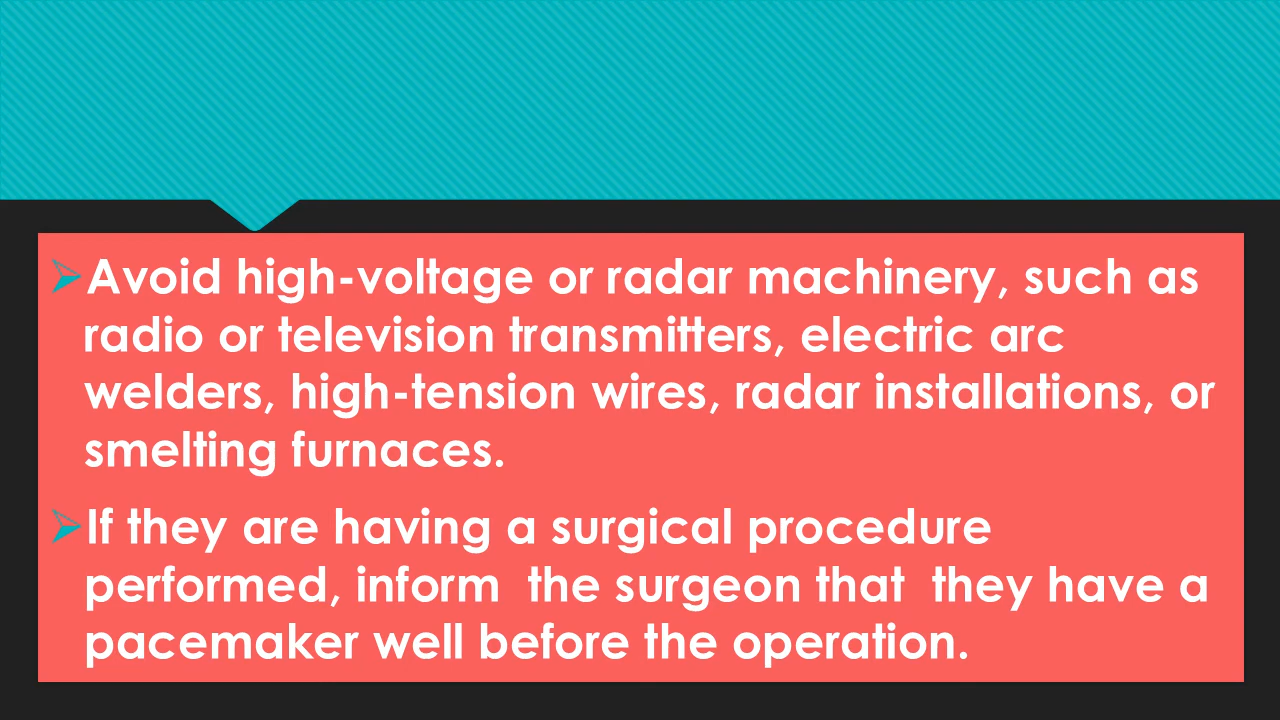 ➢Avoid high-voltage or radar machinery, such as
radio or television transmitters, electric arc
welders, high-tension wires, radar installations, or
smelting furnaces.
➢If they are having a surgical procedure
performed, inform  the surgeon that  they have a
pacemaker well before the operation.